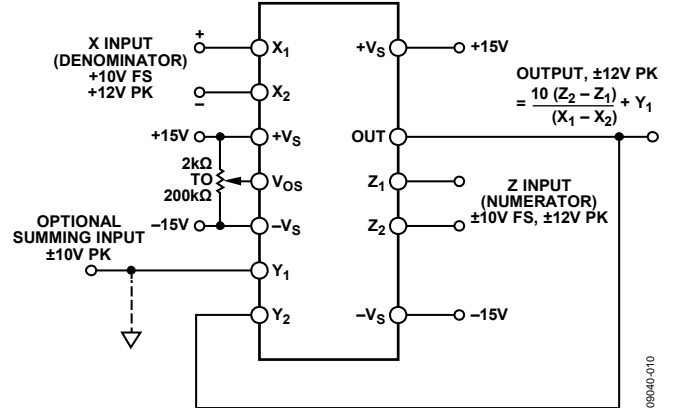 X INPUT
(DENOMINATOR)
+10V FS
+12V PK
+
–
X1
X2
+15V
+VS
2kΩ
TO
200kΩ
VOS
–15V
–VS
OPTIONAL
SUMMING INPUT
±10V PK
Y1
Y2
+VS
+15V
OUTPUT, ±12V PK
= 10 (Z2 – Z1) / (X1 – X2) + Y1
OUT
Z1
Z2
Z INPUT
(NUMERATOR)
±10V FS, ±12V PK
–VS
–15V
09040-010